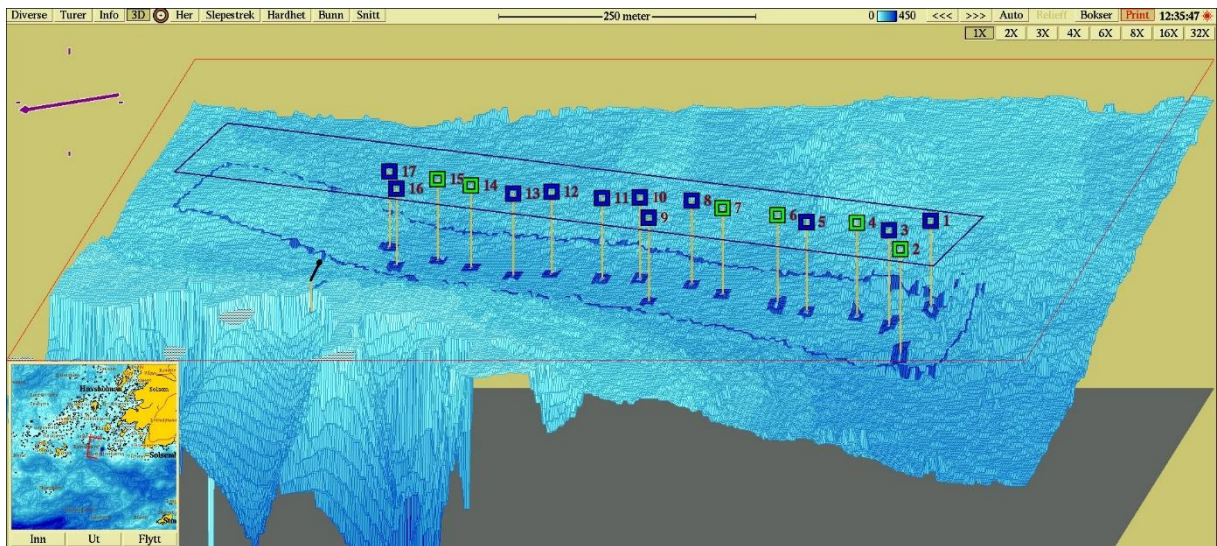 Diverse Turer Info 3D Her Slepestrek Hardhet Bunn Snitt 250 meter 0 450 <<< >>> Auto Relieff Bokser Print 12:35:47
1X 2X 3X 4X 6X 8X 16X 32X
17 15 14 13 12 11 10 8 7 6 5 4 3 1
16 9 2
Solsem
Inn Ut Flytt